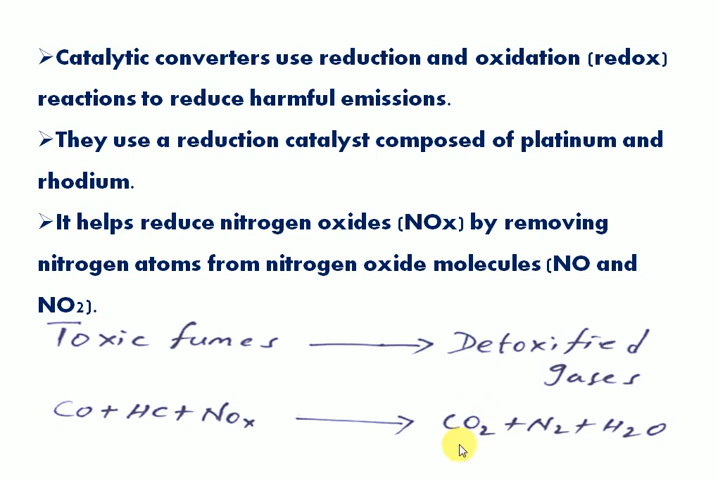 ➢Catalytic converters use reduction and oxidation (redox)
reactions to reduce harmful emissions.
➢They use a reduction catalyst composed of platinum and
rhodium.
➢It helps reduce nitrogen oxides (NOx) by removing
nitrogen atoms from nitrogen oxide molecules (NO and
NO₂).
Toxic fumes ⟶ Detoxified
gases
CO + HC + NOₓ ⟶ CO₂ + N₂ + H₂O